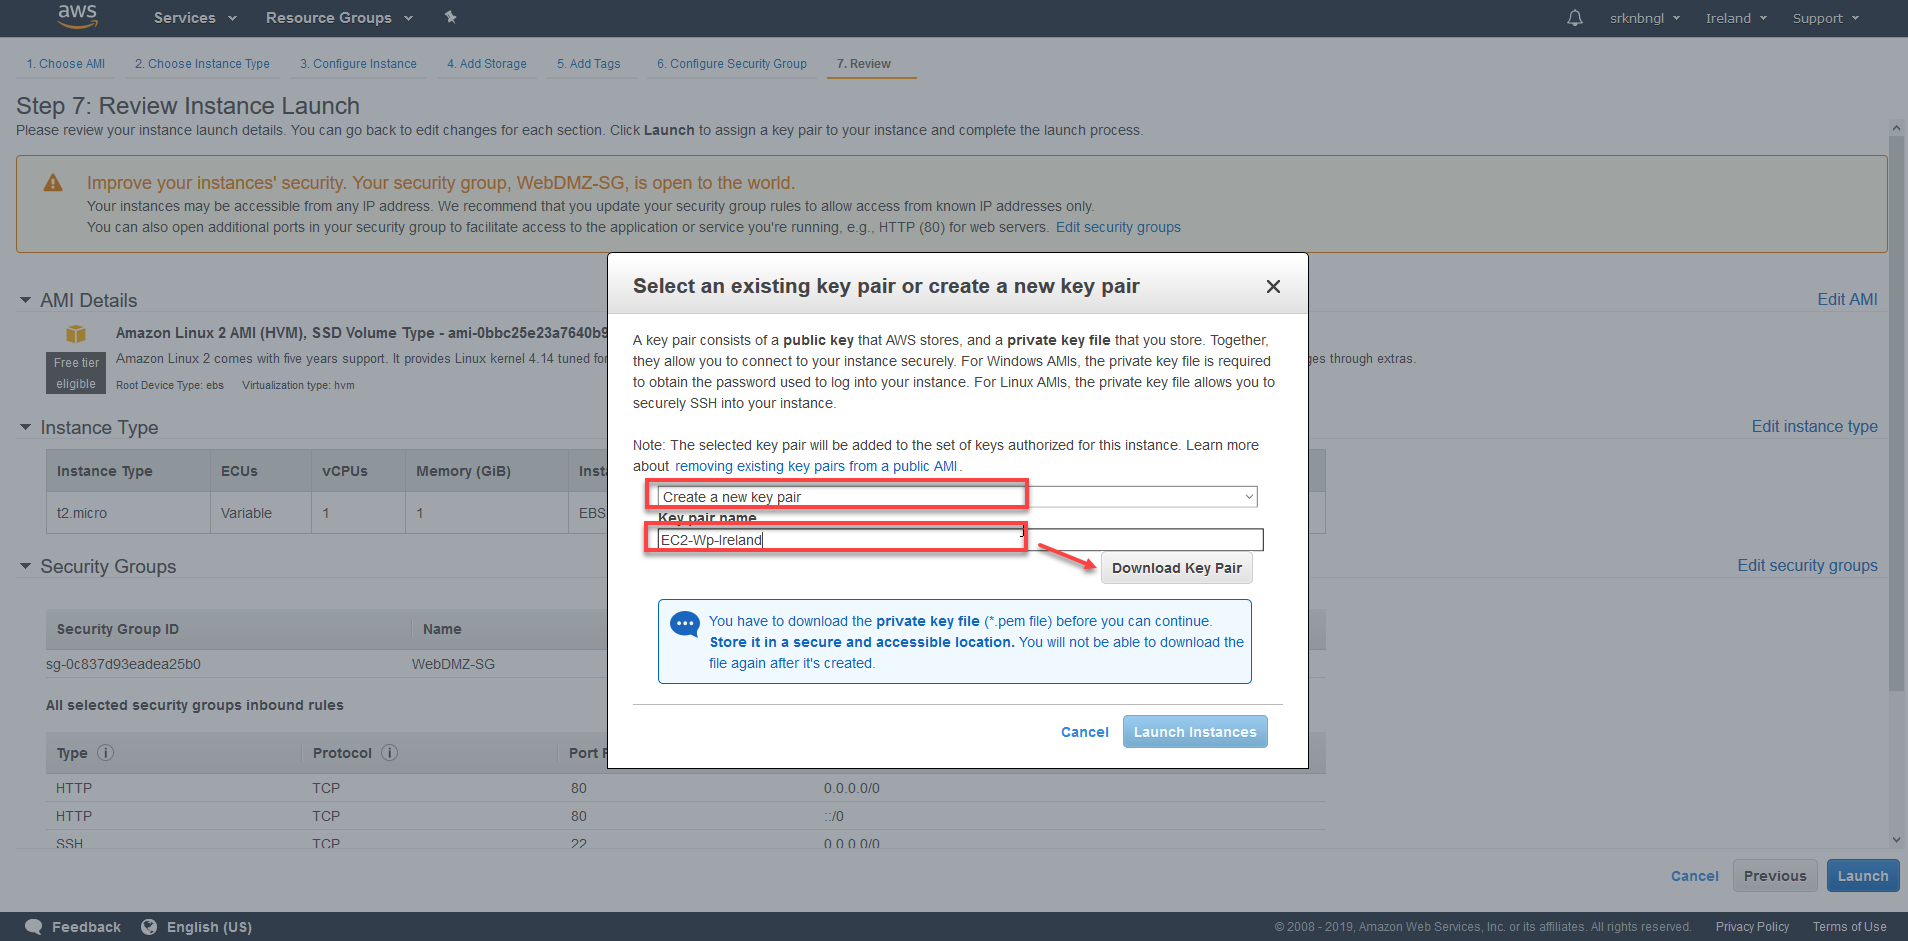 aws
Services
Resource Groups
srknbngl
Ireland
Support
1. Choose AMI
2. Choose Instance Type
3. Configure Instance
4. Add Storage
5. Add Tags
6. Configure Security Group
7. Review
Step 7: Review Instance Launch
Please review your instance launch details. You can go back to edit changes for each section. Click Launch to assign a key pair to your instance and complete the launch process.
Improve your instances' security. Your security group, WebDMZ-SG, is open to the world.
Your instances may be accessible from any IP address. We recommend that you update your security group rules to allow access from known IP addresses only.
You can also open additional ports in your security group to facilitate access to the application or service you're running, e.g., HTTP (80) for web servers. Edit security groups
AMI Details
Edit AMI
Amazon Linux 2 AMI (HVM), SSD Volume Type - ami-0bbc25e23a7640b9
Free tier
eligible
Amazon Linux 2 comes with five years support. It provides Linux kernel 4.14 tuned for
ges through extras.
Root Device Type: ebs
Virtualization type: hvm
Instance Type
Edit instance type
Instance Type
ECUs
vCPUs
Memory (GiB)
Inst
t2.micro
Variable
1
1
EBS
Security Groups
Edit security groups
Security Group ID
Name
sg-0c837d93eadea25b0
WebDMZ-SG
All selected security groups inbound rules
Type
Protocol
Port
HTTP
TCP
80
0.0.0.0/0
HTTP
TCP
80
::/0
SSH
TCP
22
0.0.0.0/0
Select an existing key pair or create a new key pair
A key pair consists of a public key that AWS stores, and a private key file that you store. Together,
they allow you to connect to your instance securely. For Windows AMIs, the private key file is required
to obtain the password used to log into your instance. For Linux AMIs, the private key file allows you to
securely SSH into your instance.
Note: The selected key pair will be added to the set of keys authorized for this instance. Learn more
about removing existing key pairs from a public AMI.
Create a new key pair
Key pair name
EC2-Wp-Ireland
Download Key Pair
You have to download the private key file (*.pem file) before you can continue.
Store it in a secure and accessible location. You will not be able to download the
file again after it's created.
Cancel
Launch Instances
Cancel
Previous
Launch
Feedback
English (US)
© 2008 - 2019, Amazon Web Services, Inc. or its affiliates. All rights reserved.
Privacy Policy
Terms of Use